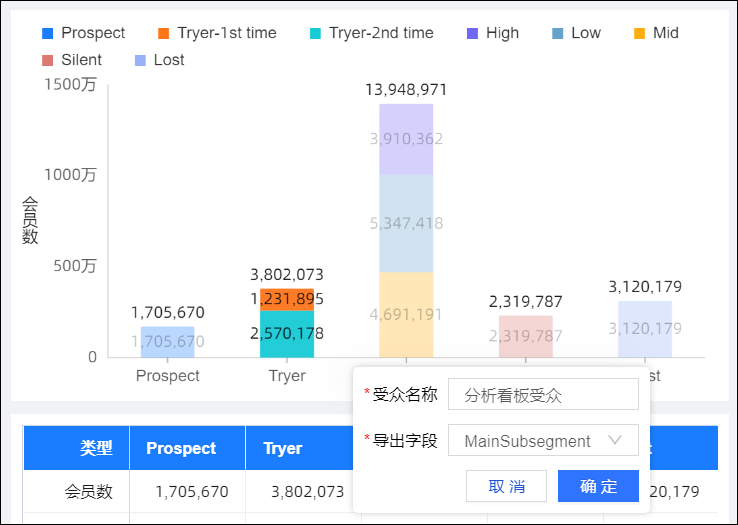 Prospect Tryer-1st time Tryer-2nd time High Low Mid
Silent Lost
1500万
13,948,971
3,910,362
1000万
会员数
5,347,418
500万
3,802,073
3,120,179
1,705,670
1,231,895
2,319,787
4,691,191
1,705,670
2,570,178
2,319,787
3,120,179
0
Prospect Tryer st
*受众名称 分析看板受众
*导出字段 MainSubsegment
取 消 确 定
类型 Prospect Tryer t
会员数 1,705,670 3,802,073 20,179